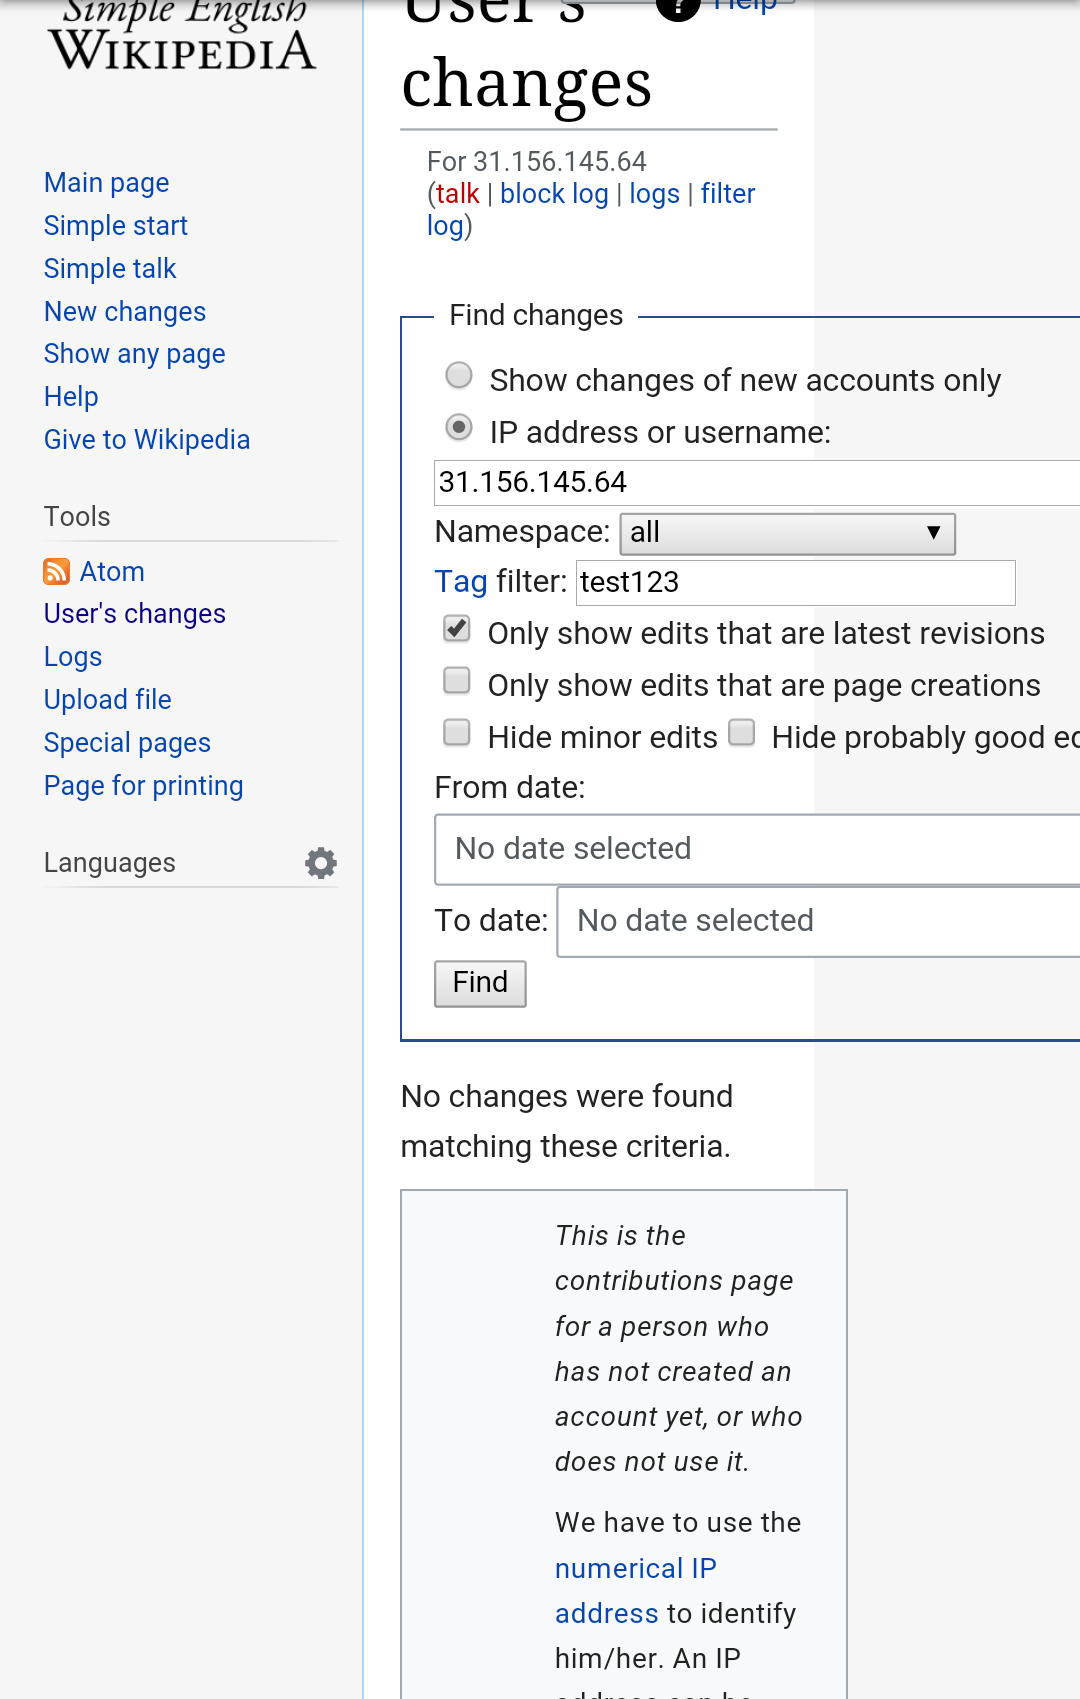 Simple English
WIKIPEDIA
Main page
Simple start
Simple talk
New changes
Show any page
Help
Give to Wikipedia
Tools
Atom
User's changes
Logs
Upload file
Special pages
Page for printing
Languages
User's
? Help
changes
For 31.156.145.64
(talk | block log | logs | filter
log)
Find changes
Show changes of new accounts only
IP address or username:
31.156.145.64
Namespace: all
Tag filter: test123
Only show edits that are latest revisions
Only show edits that are page creations
Hide minor edits Hide probably good
From date:
No date selected
To date: No date selected
Find
No changes were found
matching these criteria.
This is the
contributions page
for a person who
has not created an
account yet, or who
does not use it.
We have to use the
numerical IP
address to identify
him/her. An IP
address can be